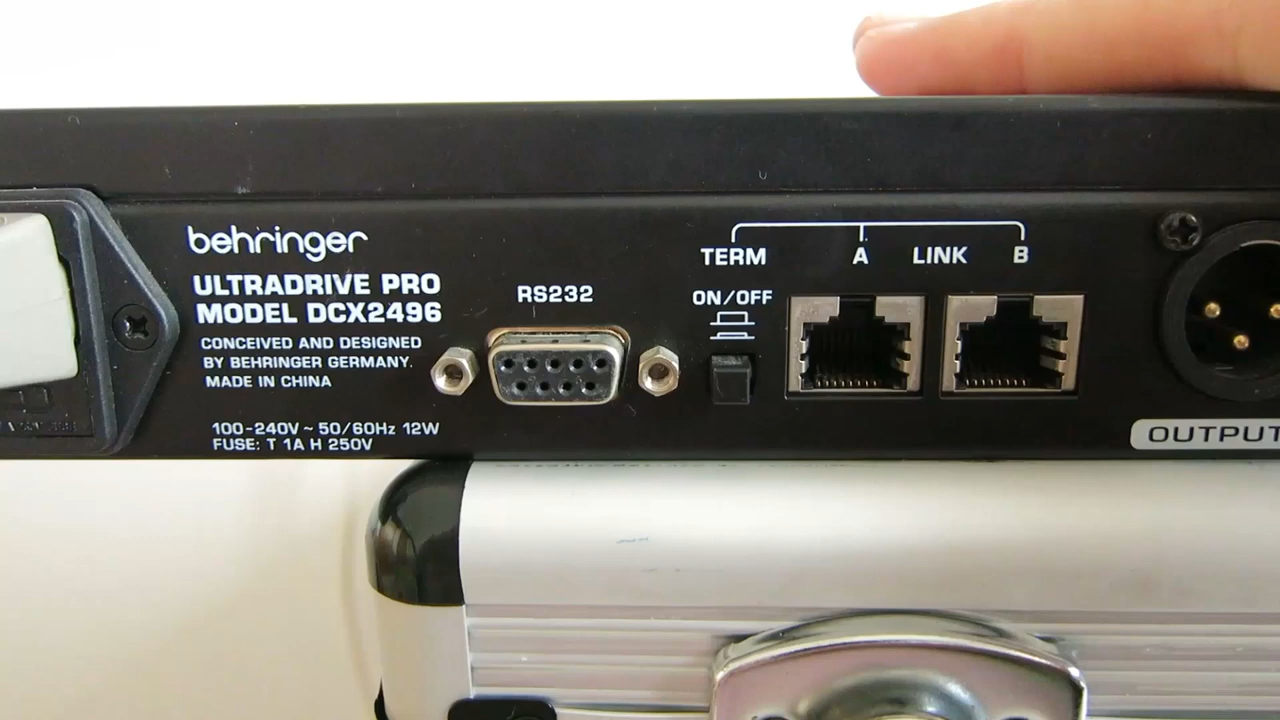 behringer
ULTRADRIVE PRO
MODEL DCX2496
CONCEIVED AND DESIGNED
BY BEHRINGER GERMANY.
MADE IN CHINA
100-240V ~ 50/60Hz 12W
FUSE: T 1A H 250V
RS232
TERM A LINK B
ON/OFF
OUTPUT